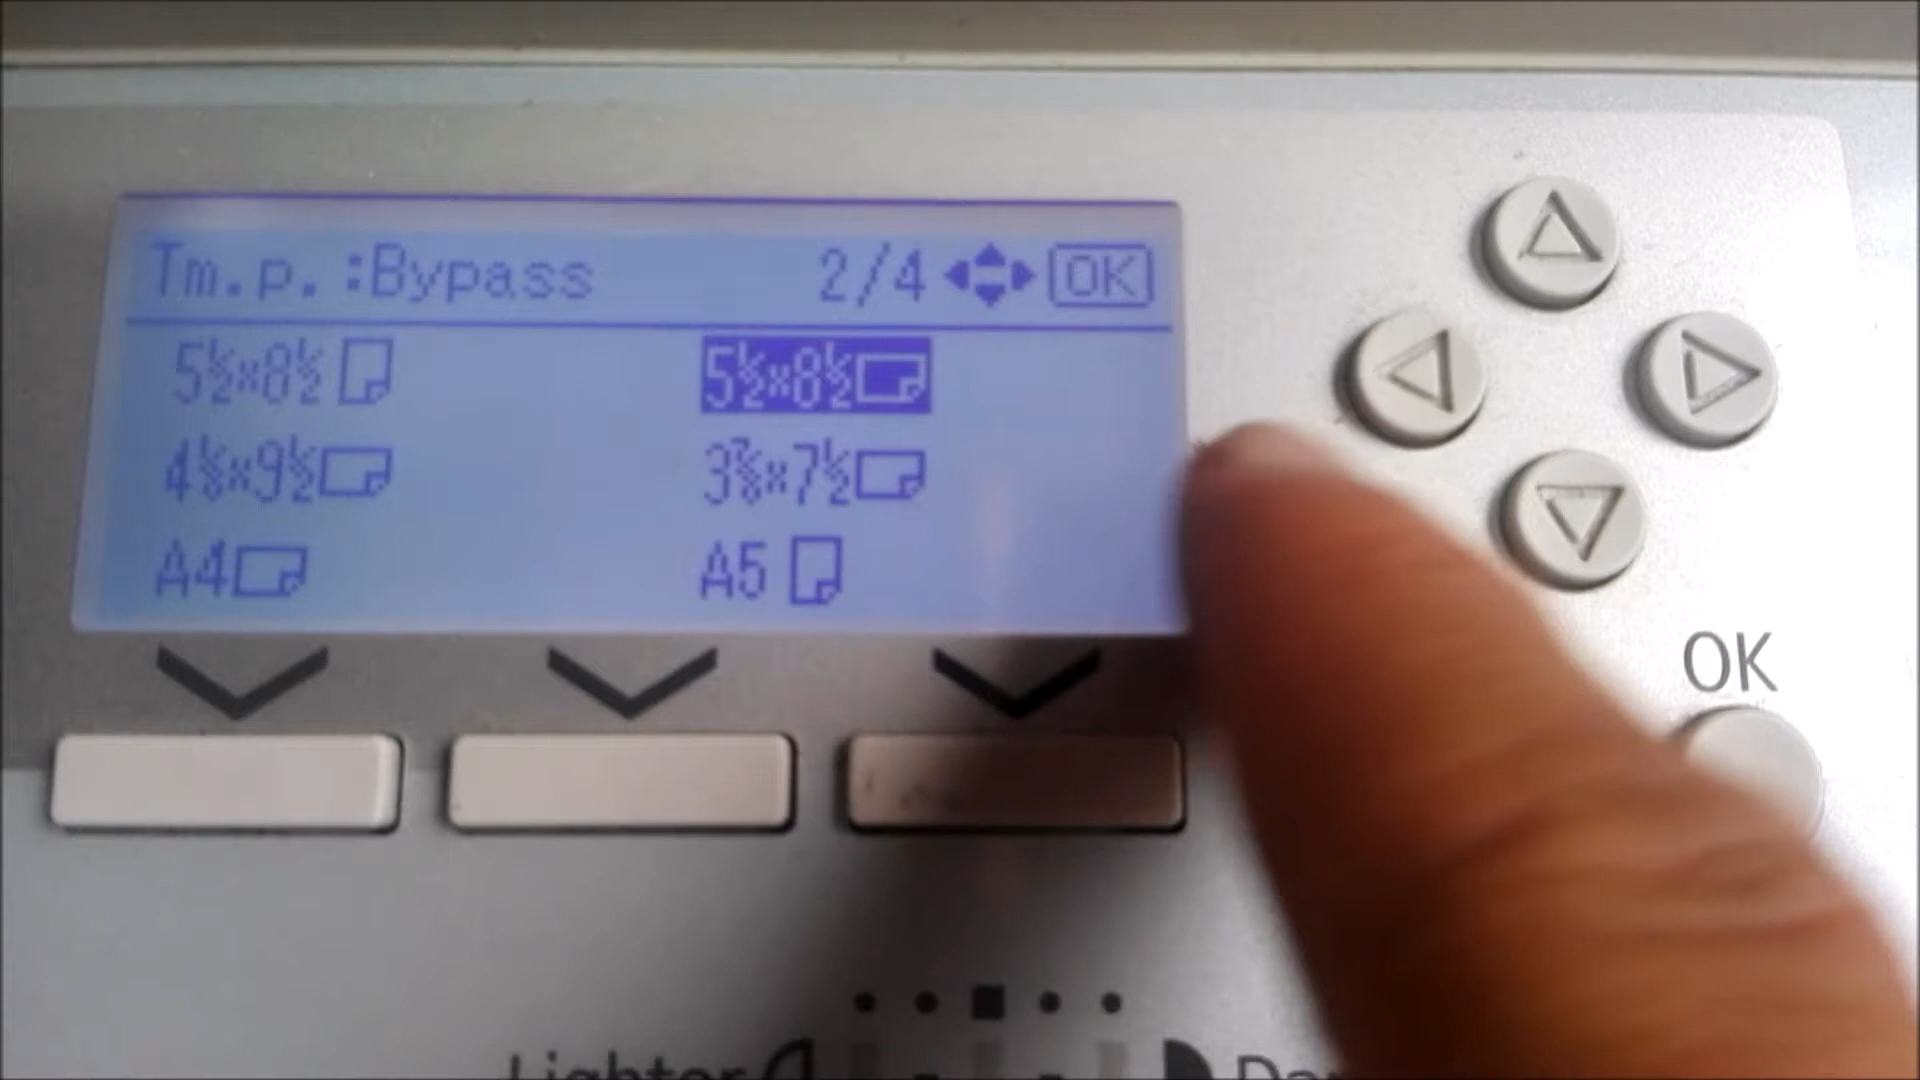 Tm.p.:Bypass 2/4 OK
5½×8½ 5½×8½
4⅛×9½ 3⅞×7½
A4 A5
OK
Lighter